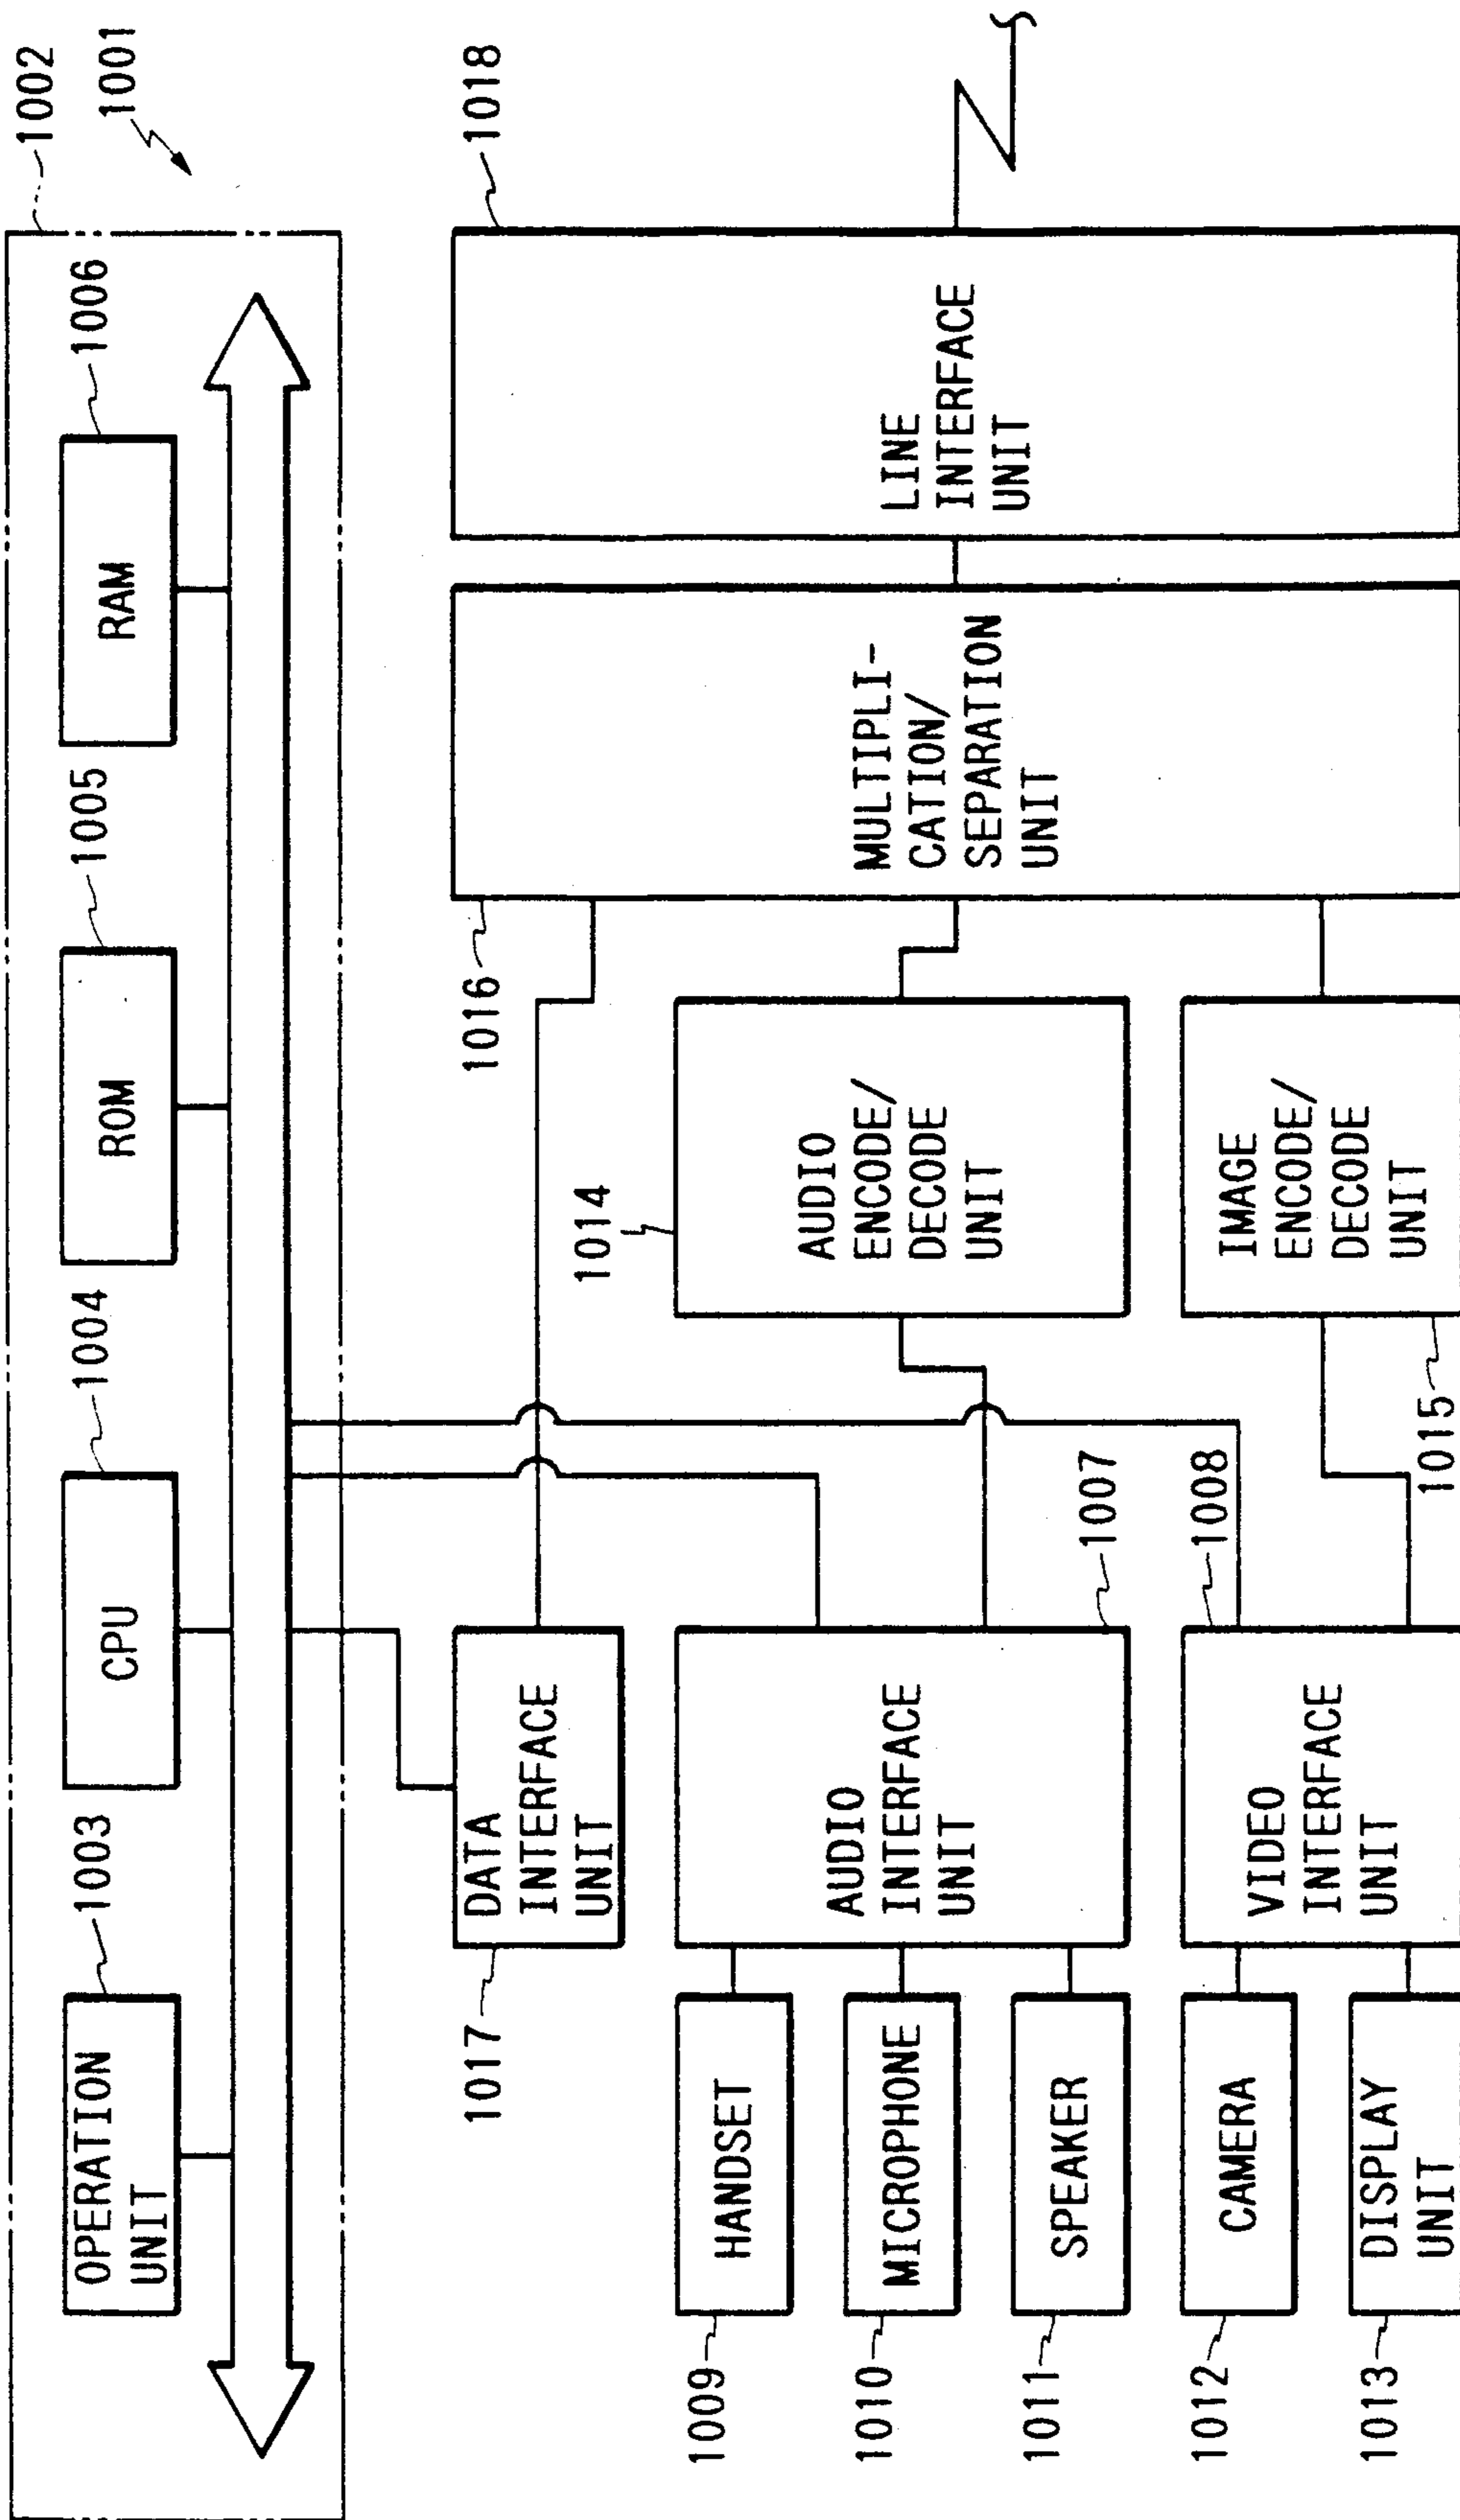 1002
1001
1003
1004
1005
1006
OPERATION
UNIT
CPU
ROM
RAM
1017
DATA
INTERFACE
UNIT
1016
1018
MULTIPLI-
CATION/
SEPARATION
UNIT
LINE
INTERFACE
UNIT
1014
1009
HANDSET
1010
MICROPHONE
1011
SPEAKER
AUDIO
INTERFACE
UNIT
1007
AUDIO
ENCODE/
DECODE
UNIT
1012
CAMERA
1013
DISPLAY
UNIT
VIDEO
INTERFACE
UNIT
1008
IMAGE
ENCODE/
DECODE
UNIT
1015